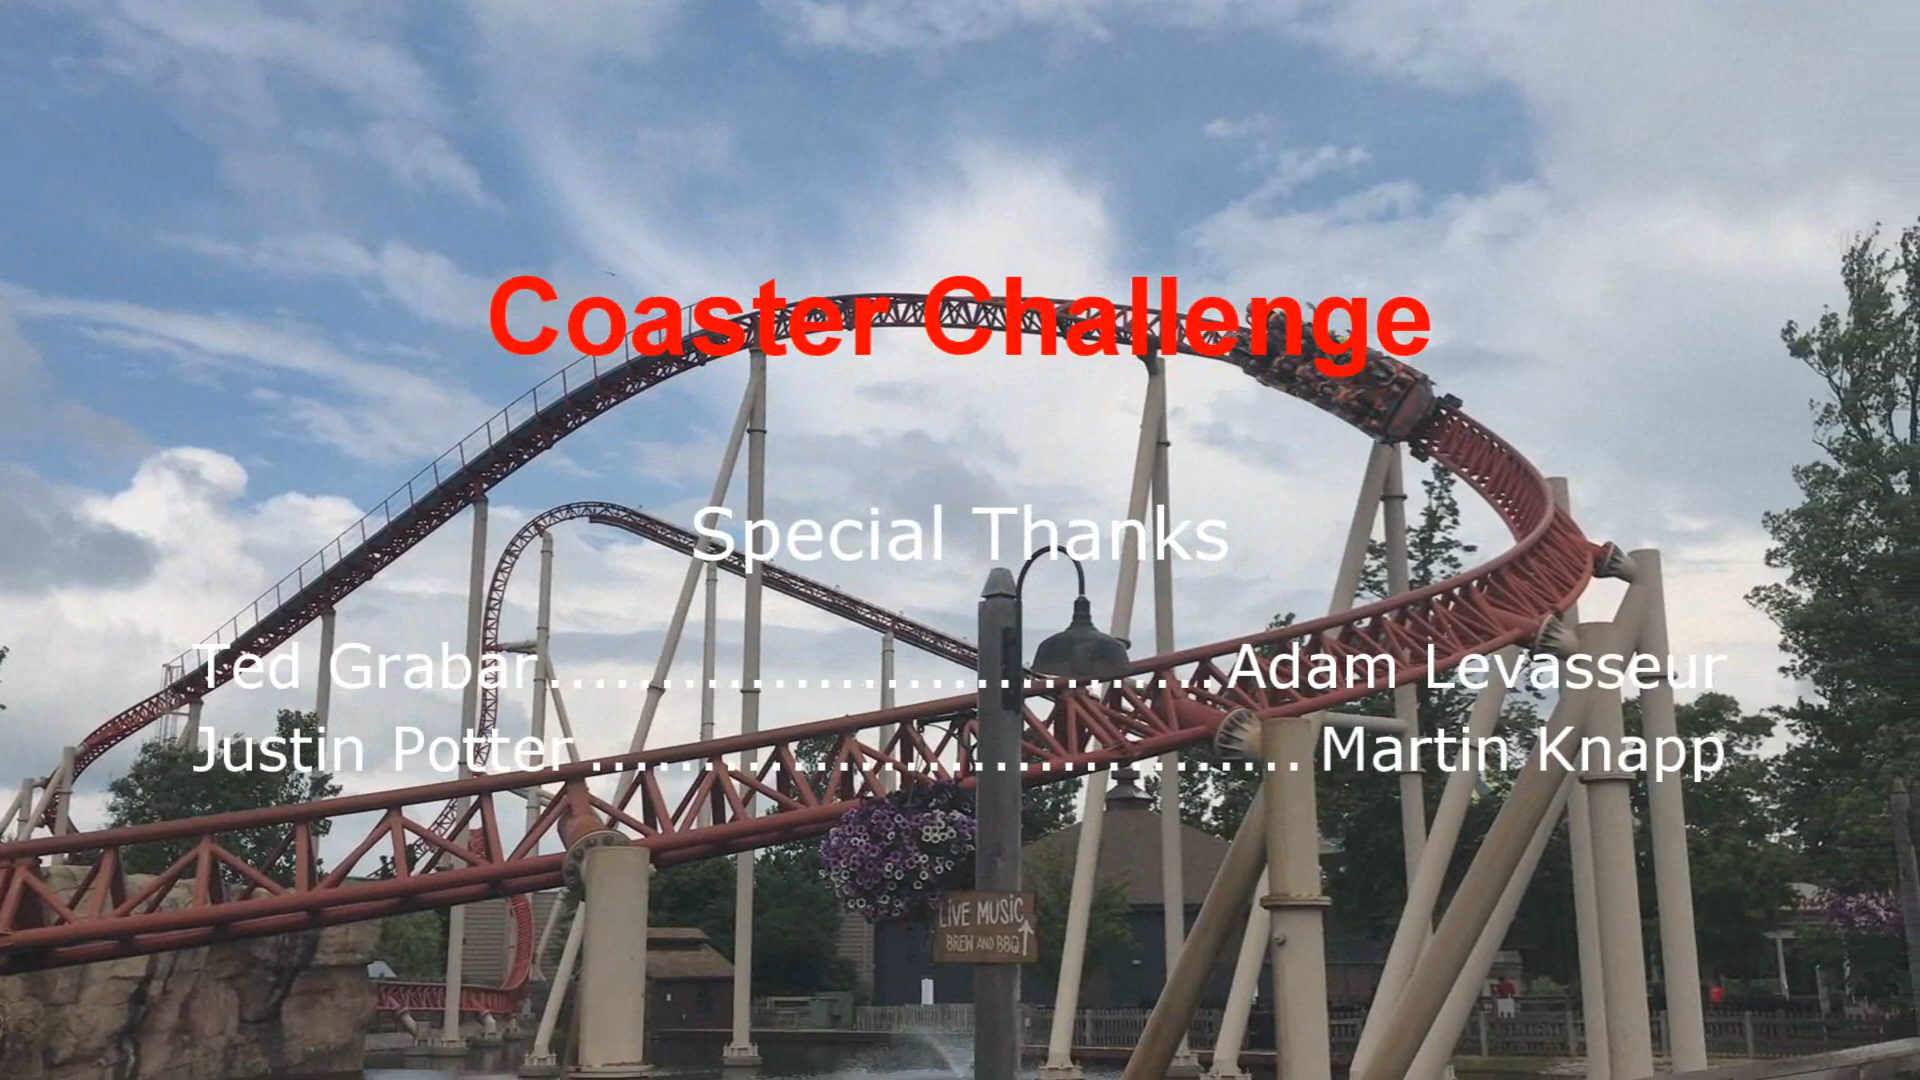 Coaster Challenge
Special Thanks
Ted Grabar..............................Adam Levasseur
Justin Potter................................Martin Knapp
LiVE MUSiC
BREW AND BBQ